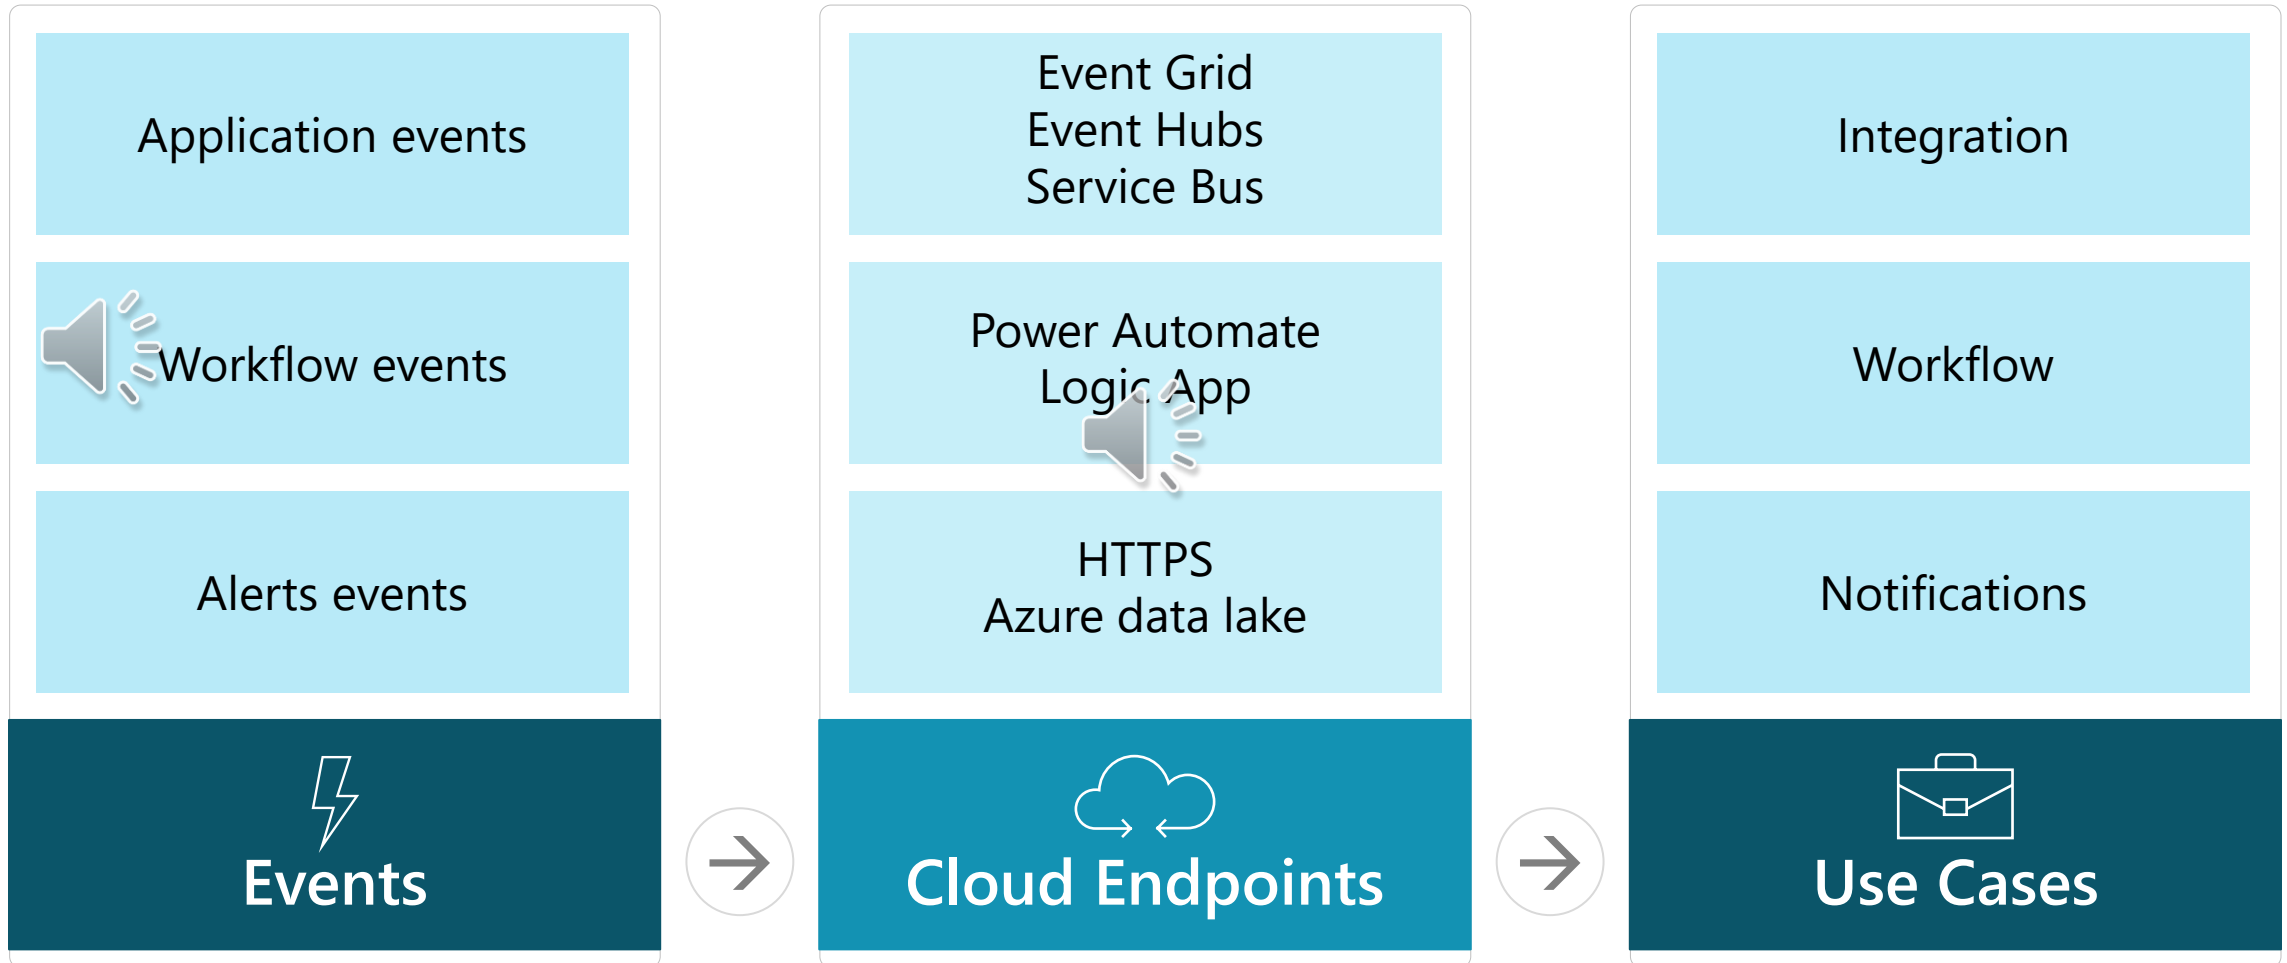 Application events
Workflow events
Alerts events
Events
Event Grid
Event Hubs
Service Bus
Power Automate
Logic App
HTTPS
Azure data lake
Cloud Endpoints
Integration
Workflow
Notifications
Use Cases